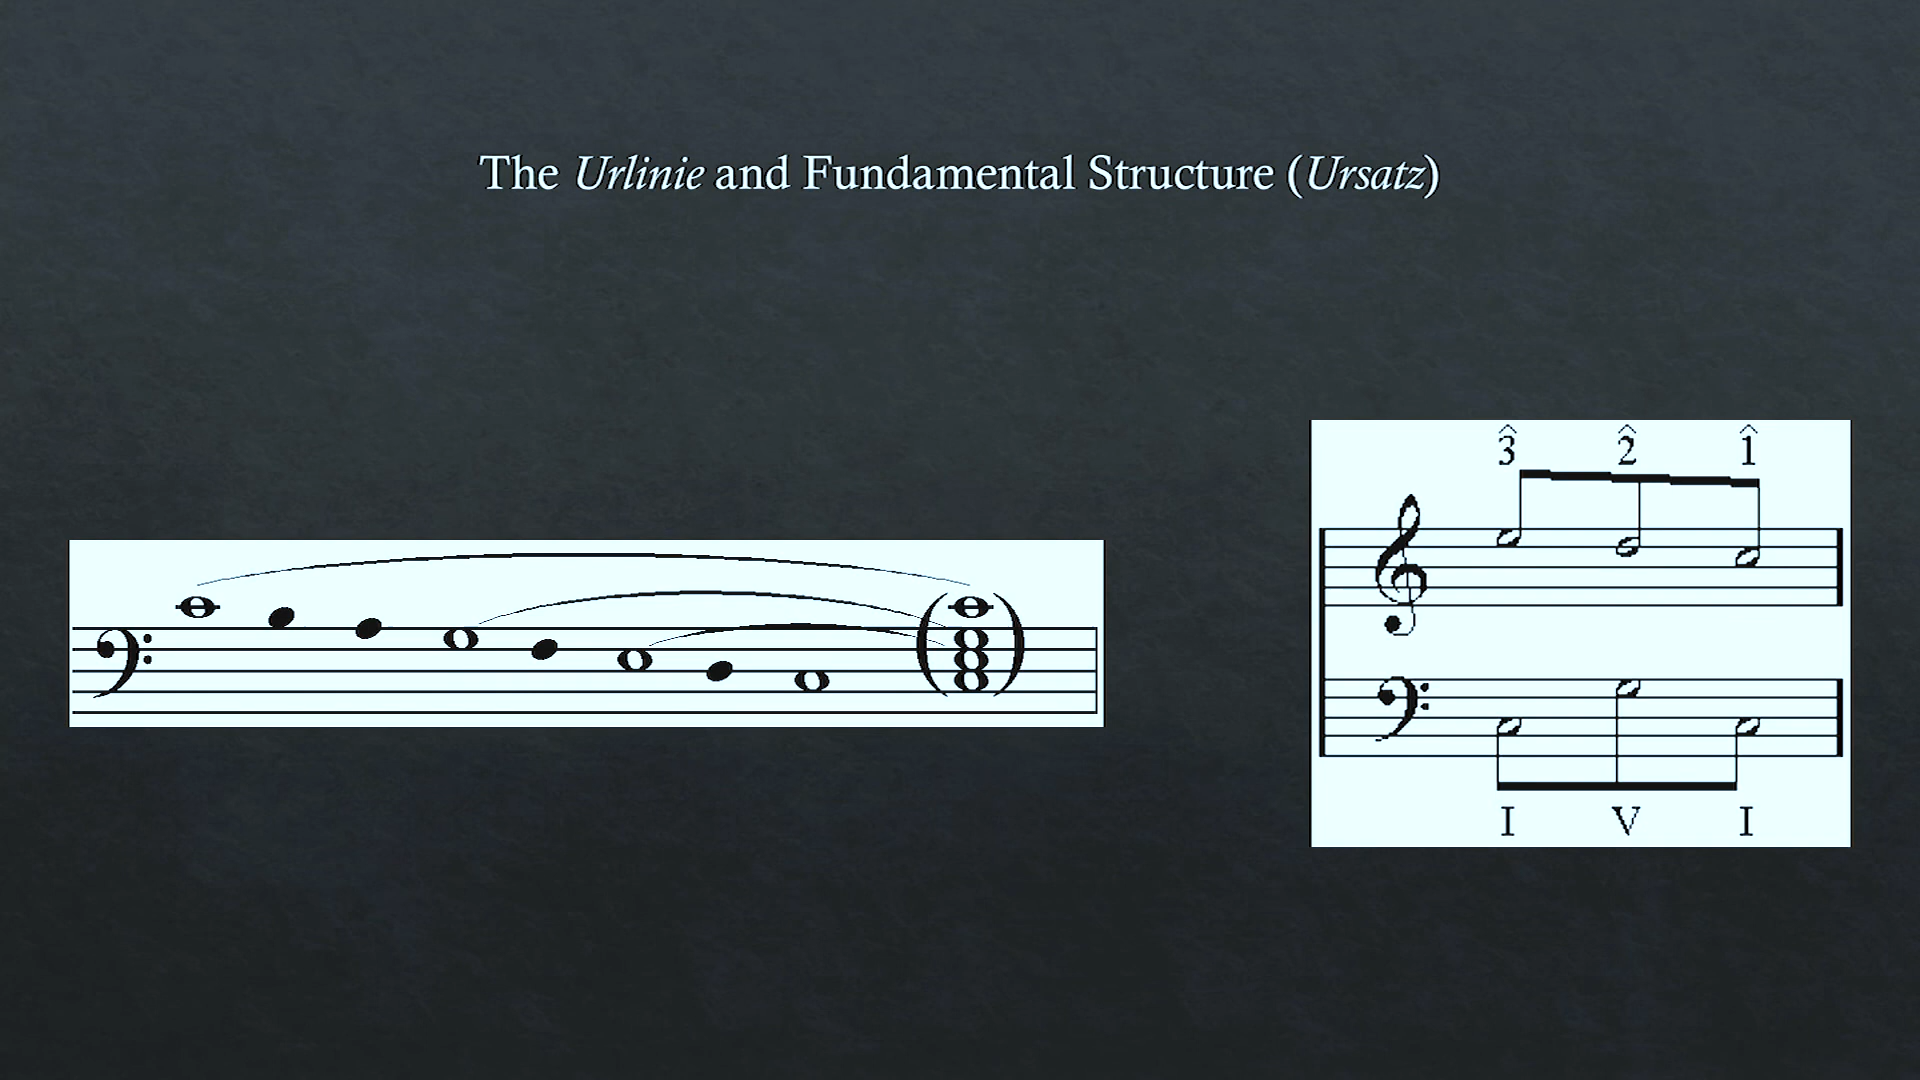 The Urlinie and Fundamental Structure (Ursatz)
3̂ 2̂ 1̂
I V I